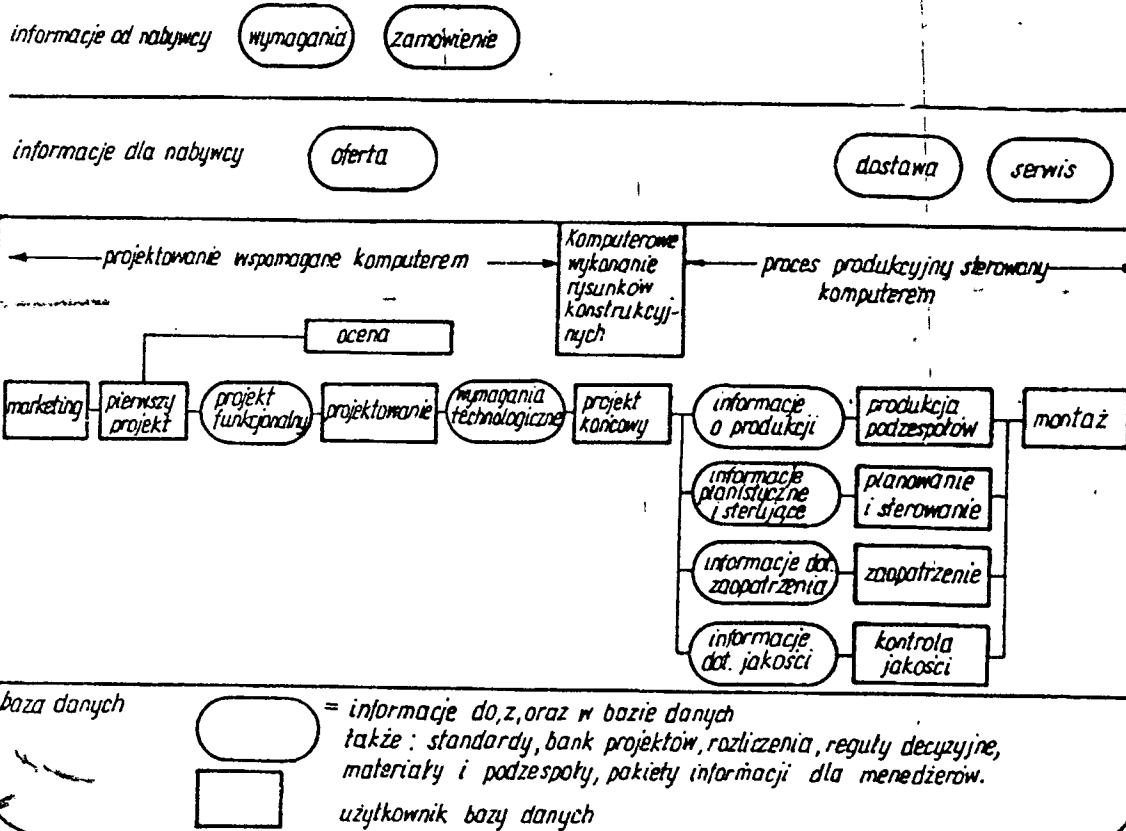 informacje od nabywcy
wymagania
zamówienie
informacje dla nabywcy
oferta
dostawa
serwis
projektowanie wspomagane komputerem
Komputerowe
wykonanie
rysunków
konstrukcyj-
nych
proces produkcyjny sterowany
komputerem
ocena
marketing
pierwszy
projekt
projekt
funkcjonalny
projektowanie
wymagania
technologiczne
projekt
końcowy
informacje
o produkcji
produkcja
podzespołów
montaż
informacje
planistyczne
i sterujące
planowanie
i sterowanie
informacje dot.
zaopatrzenia
zaopatrzenie
informacje
dot. jakości
kontrola
jakości
baza danych
= informacje do, z, oraz w bazie danych
także : standardy, bank projektów, rozliczenia, reguły decyzyjne,
materiały i podzespoły, pakiety informacji dla menedżerów.
użytkownik bazy danych